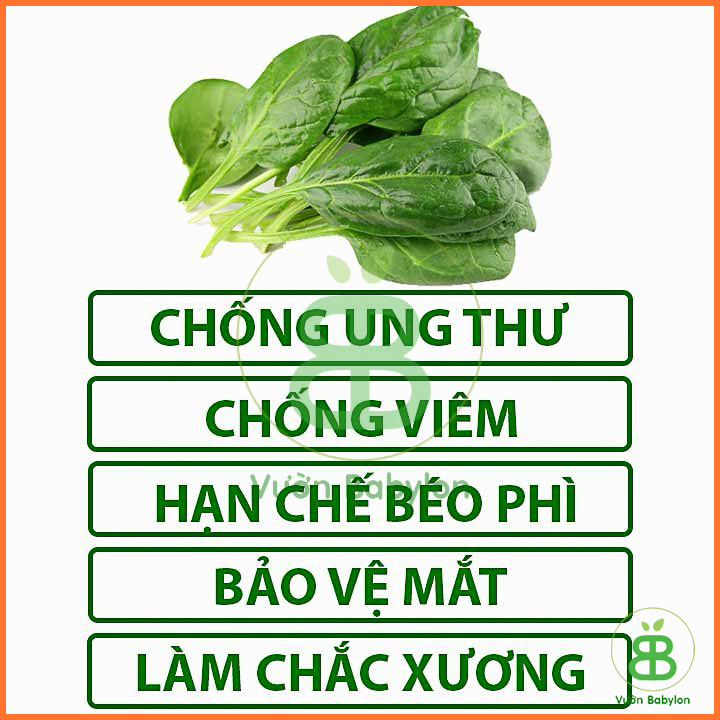 CHỐNG UNG THƯ
CHỐNG VIÊM
Vườn Babylon
HẠN CHẾ BÉO PHÌ
BẢO VỆ MẮT
LÀM CHẮC XƯƠNG
Vườn Babylon